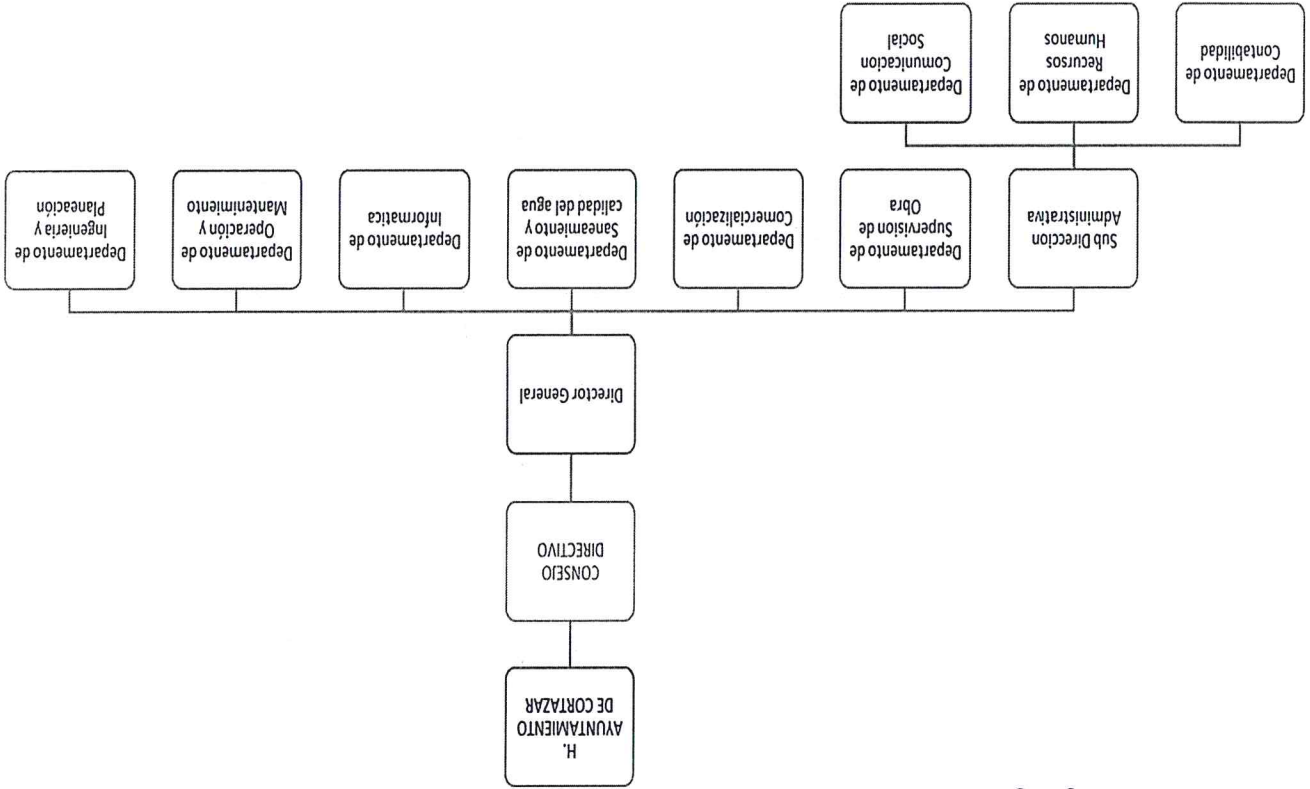 H.
AYUNTAMIENTO
DE CORTAZAR
CONSEJO
DIRECTIVO
Director General
Sub Direccion
Administrativa
Departamento de
Supervision de
Obra
Departamento de
Comercialización
Departamento de
Saneamiento y
calidad del agua
Departamento de
Informatica
Departamento de
Operación y
Mantenimiento
Departamento de
Ingenieria y
Planeación
Departamento de
Contabilidad
Departamento de
Recursos
Humanos
Departamento de
Comunicacion
Social